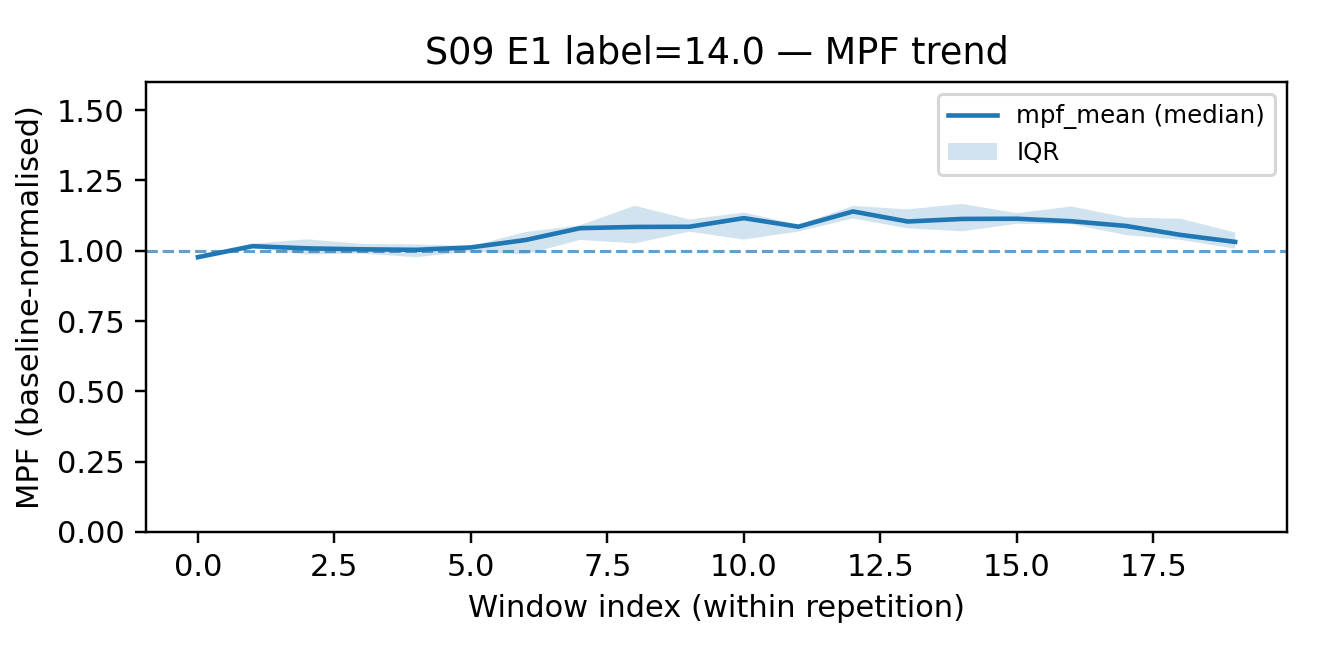 S09 E1 label=14.0 — MPF trend
mpf_mean (median)
IQR
MPF (baseline-normalised)
1.50
1.25
1.00
0.75
0.50
0.25
0.00
0.0 2.5 5.0 7.5 10.0 12.5 15.0 17.5
Window index (within repetition)